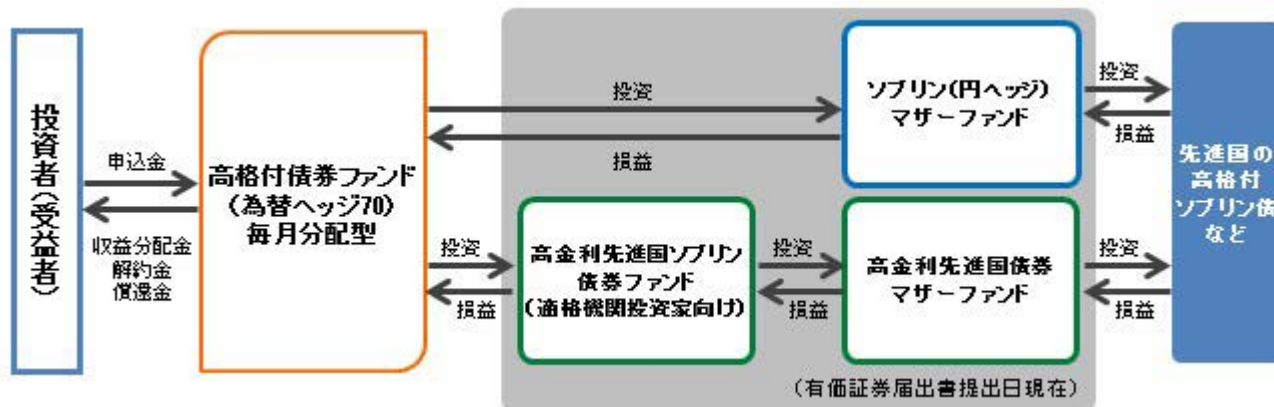 投資者(受益者)
申込金
収益分配金
解約金
償還金
高格付債券ファンド
(為替ヘッジ70)
毎月分配型
投資
損益
投資
損益
ソブリン(円ヘッジ)
マザーファンド
高金利先進国ソブリン
債券ファンド
(適格機関投資家向け)
投資
損益
高金利先進国債券
マザーファンド
投資
損益
投資
損益
先進国の
高格付
ソブリン債
など
(有価証券届出書提出日現在)